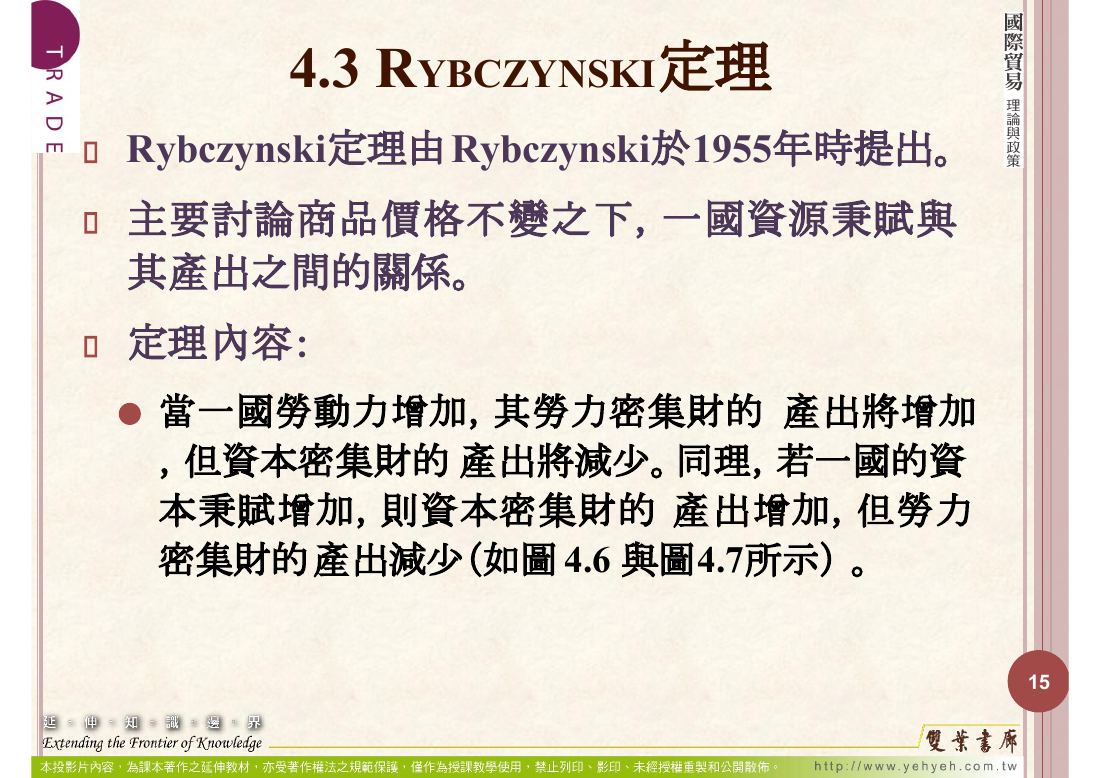 TRADE
國際貿易 理論與政策
4.3 RYBCZYNSKI定理
Rybczynski定理由Rybczynski於1955年時提出。
主要討論商品價格不變之下，一國資源秉賦與
其產出之間的關係。
定理內容：
當一國勞動力增加，其勞力密集財的 產出將增加
，但資本密集財的 產出將減少。同理，若一國的資
本秉賦增加，則資本密集財的 產出增加，但勞力
密集財的產出減少（如圖 4.6 與圖4.7所示）。
15
延‧伸‧知‧識‧邊‧界
Extending the Frontier of Knowledge
雙葉書廊
本投影片內容，為課本著作之延伸教材，亦受著作權法之規範保護，僅作為授課教學使用，禁止列印、影印、未經授權重製和公開散佈。
http://www.yehyeh.com.tw